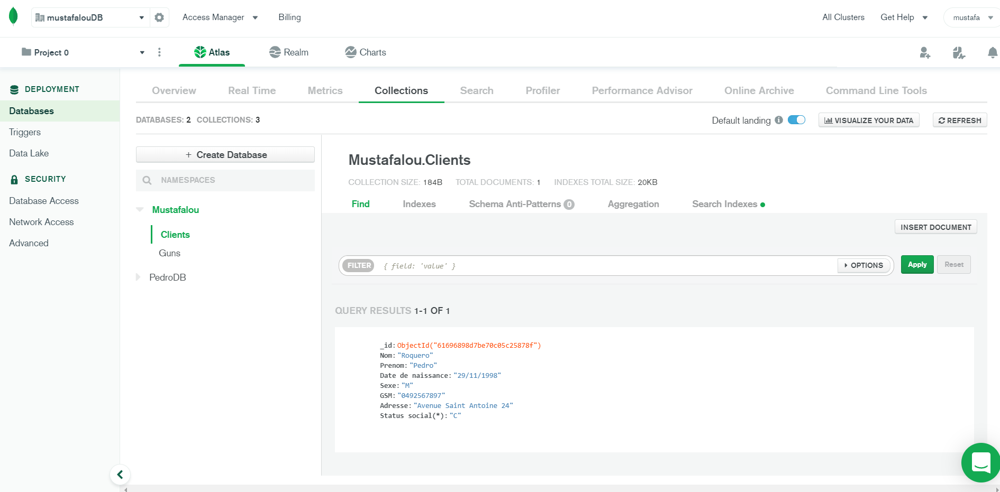 mustafalouDB Access Manager Billing All Clusters Get Help mustafa
Project 0 Atlas Realm Charts
DEPLOYMENT
Databases
Triggers
Data Lake
SECURITY
Database Access
Network Access
Advanced
Overview Real Time Metrics Collections Search Profiler Performance Advisor Online Archive Command Line Tools
DATABASES: 2 COLLECTIONS: 3 Default landing i VISUALIZE YOUR DATA REFRESH
+ Create Database
NAMESPACES
Mustafalou
Clients
Guns
PedroDB
Mustafalou.Clients
COLLECTION SIZE: 184B TOTAL DOCUMENTS: 1 INDEXES TOTAL SIZE: 20KB
Find Indexes Schema Anti-Patterns 0 Aggregation Search Indexes
INSERT DOCUMENT
FILTER { field: 'value' } OPTIONS Apply Reset
QUERY RESULTS 1-1 OF 1
_id: ObjectId("61696898d7be70c05c25878f")
Nom: "Roquero"
Prenom: "Pedro"
Date de naissance: "29/11/1998"
Sexe: "M"
GSM: "0492567897"
Adresse: "Avenue Saint Antoine 24"
Status social(*): "C"